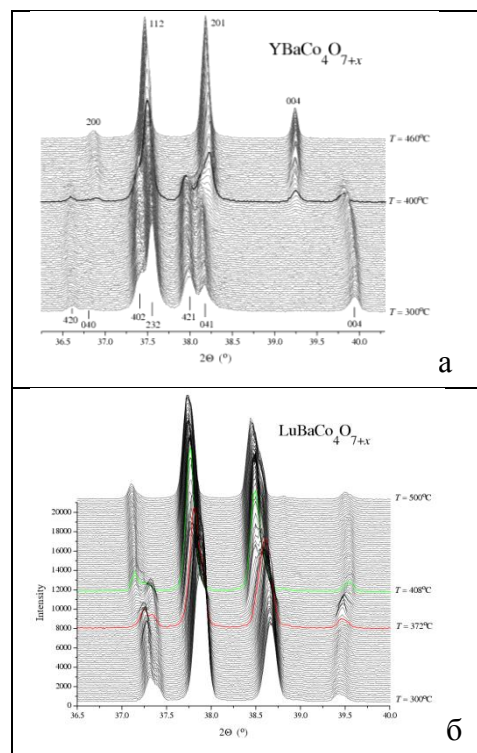 112
201
YBaCo4O7+x
200
004
T = 460°C
T = 400°C
T = 300°C
420
040
402
232
421
041
004
36.5 37.0 37.5 38.0 38.5 39.0 39.5 40.0
2Θ (°)
а
LuBaCo4O7+x
T = 500°C
20000
18000
16000
14000
12000
T = 408°C
10000
8000
T = 372°C
6000
4000
2000
0
T = 300°C
Intensity
36.5 37.0 37.5 38.0 38.5 39.0 39.5 40.0
2Θ (°)
б